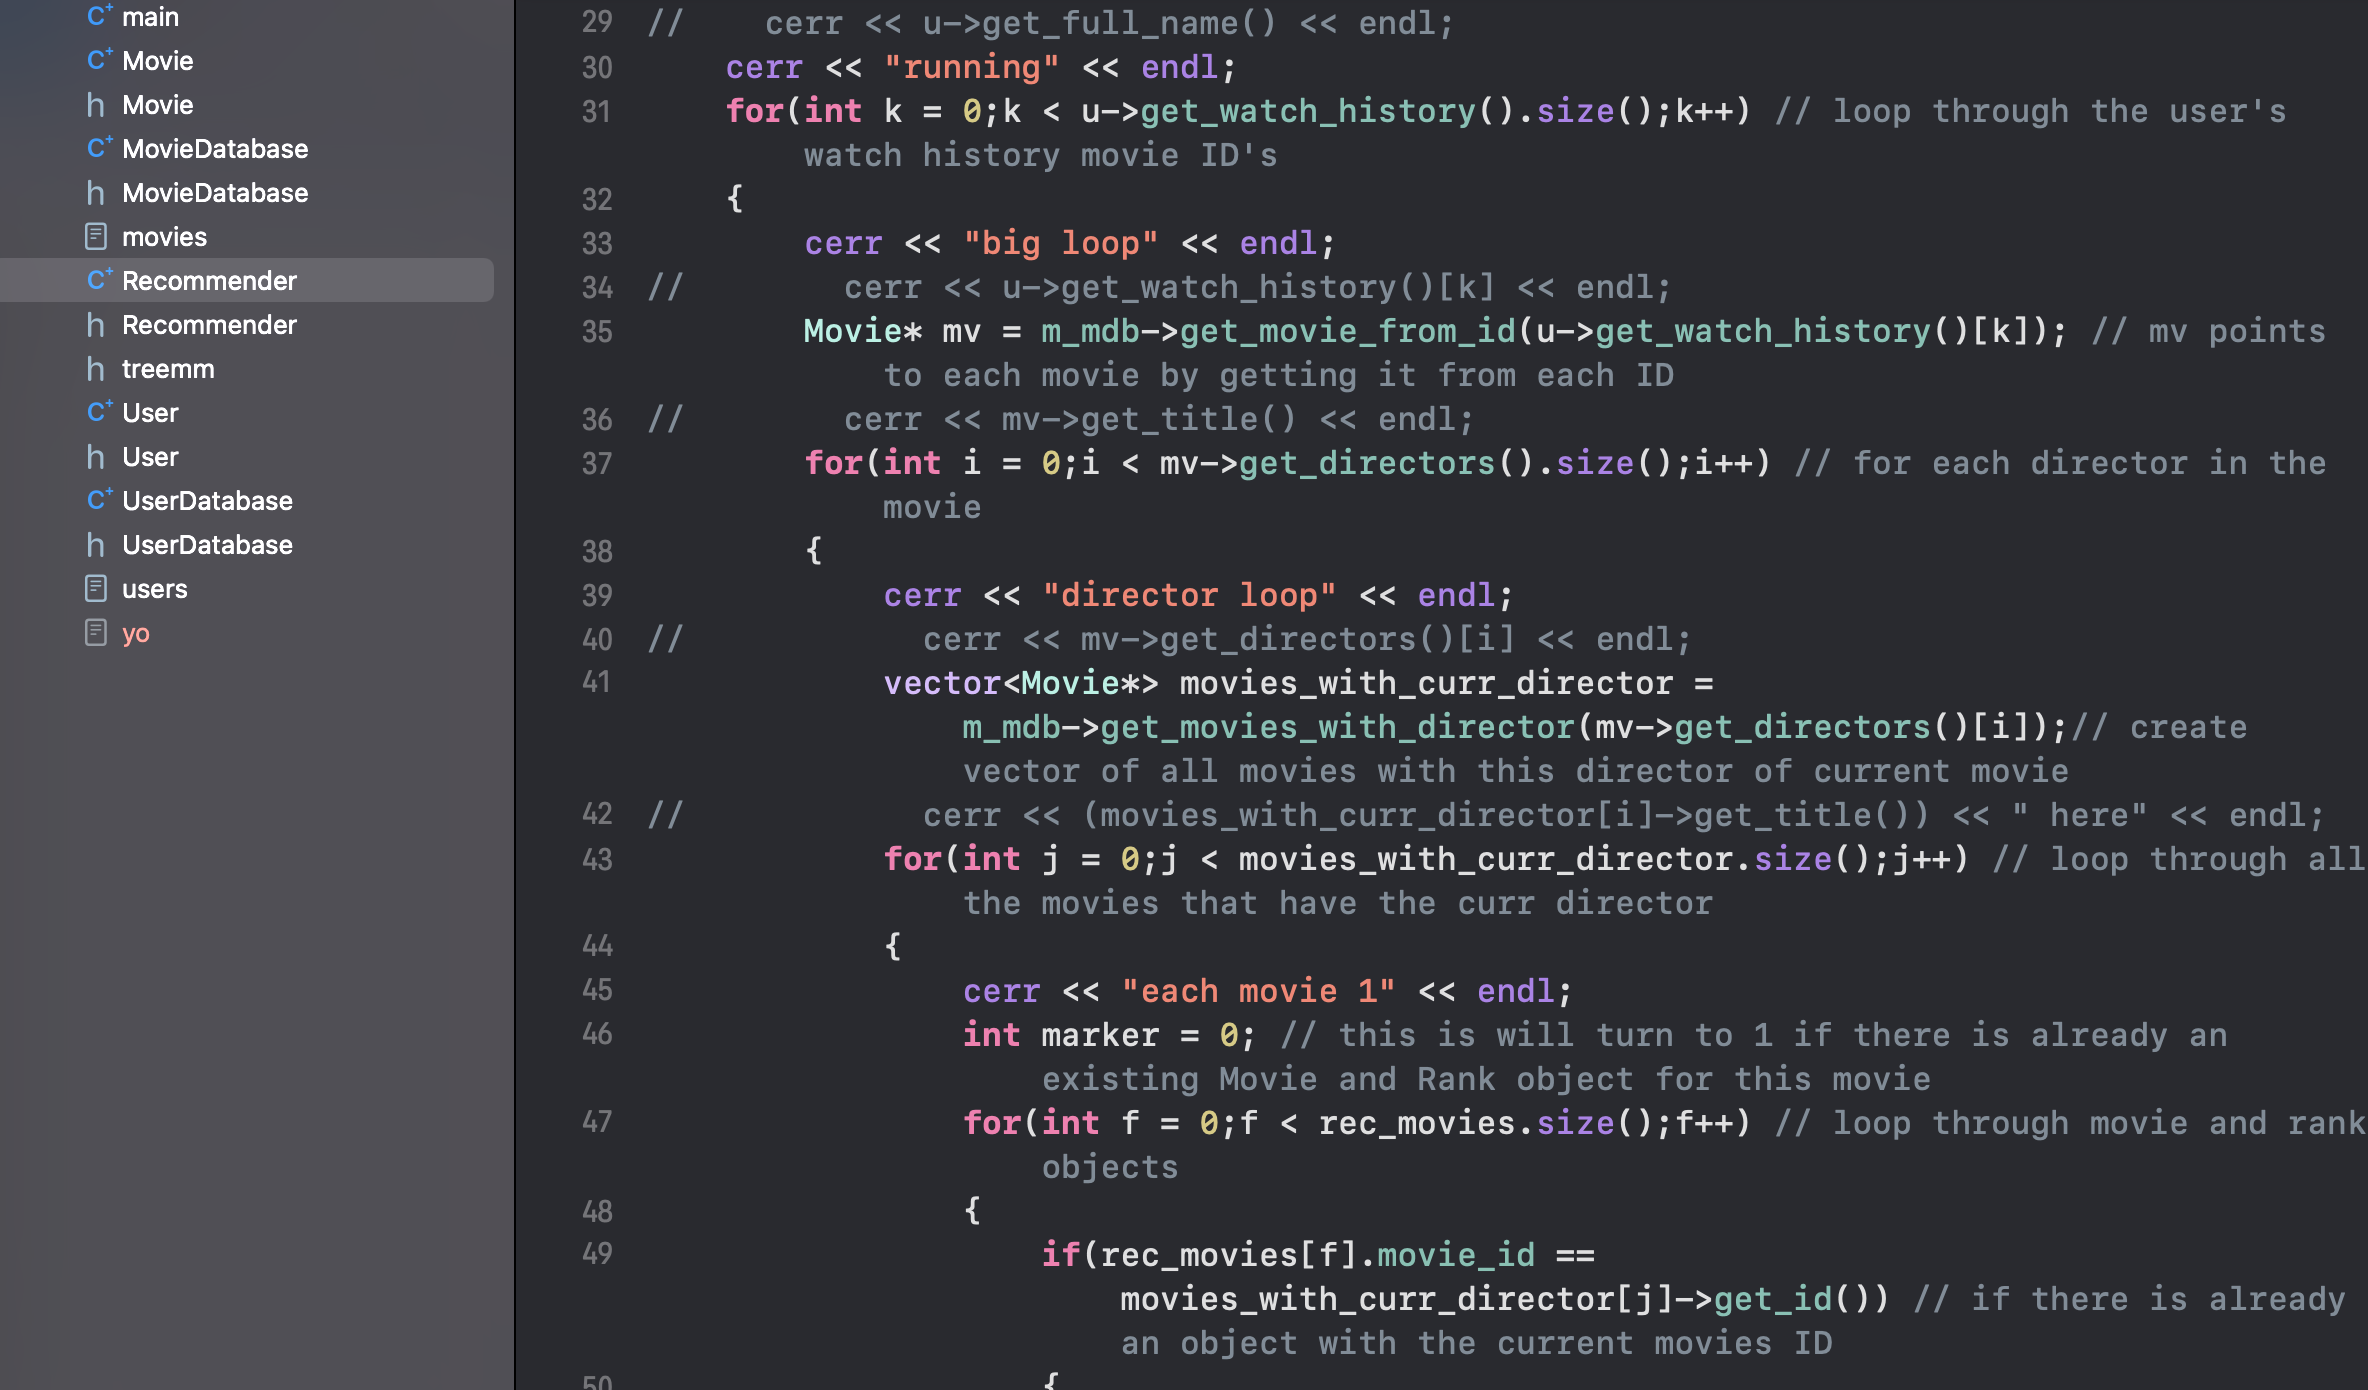 main
Movie
Movie
MovieDatabase
MovieDatabase
movies
Recommender
Recommender
treemm
User
User
UserDatabase
UserDatabase
users
yo
29 //    cerr << u->get_full_name() << endl;
30     cerr << "running" << endl;
31     for(int k = 0;k < u->get_watch_history().size();k++) // loop through the user's
watch history movie ID's
32     {
33         cerr << "big loop" << endl;
34 //        cerr << u->get_watch_history()[k] << endl;
35         Movie* mv = m_mdb->get_movie_from_id(u->get_watch_history()[k]); // mv points
to each movie by getting it from each ID
36 //        cerr << mv->get_title() << endl;
37         for(int i = 0;i < mv->get_directors().size();i++) // for each director in the
movie
38         {
39             cerr << "director loop" << endl;
40 //            cerr << mv->get_directors()[i] << endl;
41             vector<Movie*> movies_with_curr_director =
m_mdb->get_movies_with_director(mv->get_directors()[i]);// create
vector of all movies with this director of current movie
42 //            cerr << (movies_with_curr_director[i]->get_title()) << " here" << endl;
43             for(int j = 0;j < movies_with_curr_director.size();j++) // loop through all
the movies that have the curr director
44             {
45                 cerr << "each movie 1" << endl;
46                 int marker = 0; // this is will turn to 1 if there is already an
existing Movie and Rank object for this movie
47                 for(int f = 0;f < rec_movies.size();f++) // loop through movie and rank
objects
48                 {
49                     if(rec_movies[f].movie_id ==
movies_with_curr_director[j]->get_id()) // if there is already
an object with the current movies ID
50                     {